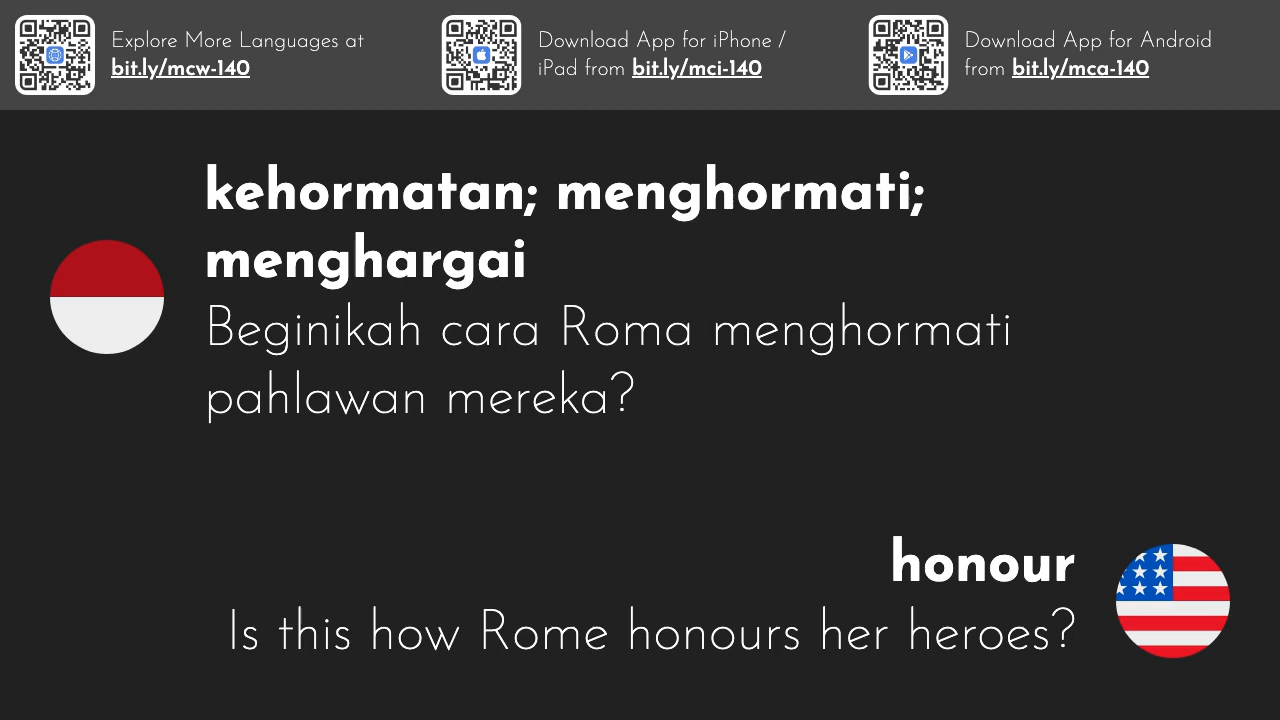 Explore More Languages at
bit.ly/mcw-140
Download App for iPhone /
iPad from bit.ly/mci-140
Download App for Android
from bit.ly/mca-140
kehormatan; menghormati;
menghargai
Beginikah cara Roma menghormati
pahlawan mereka?
honour
Is this how Rome honours her heroes?